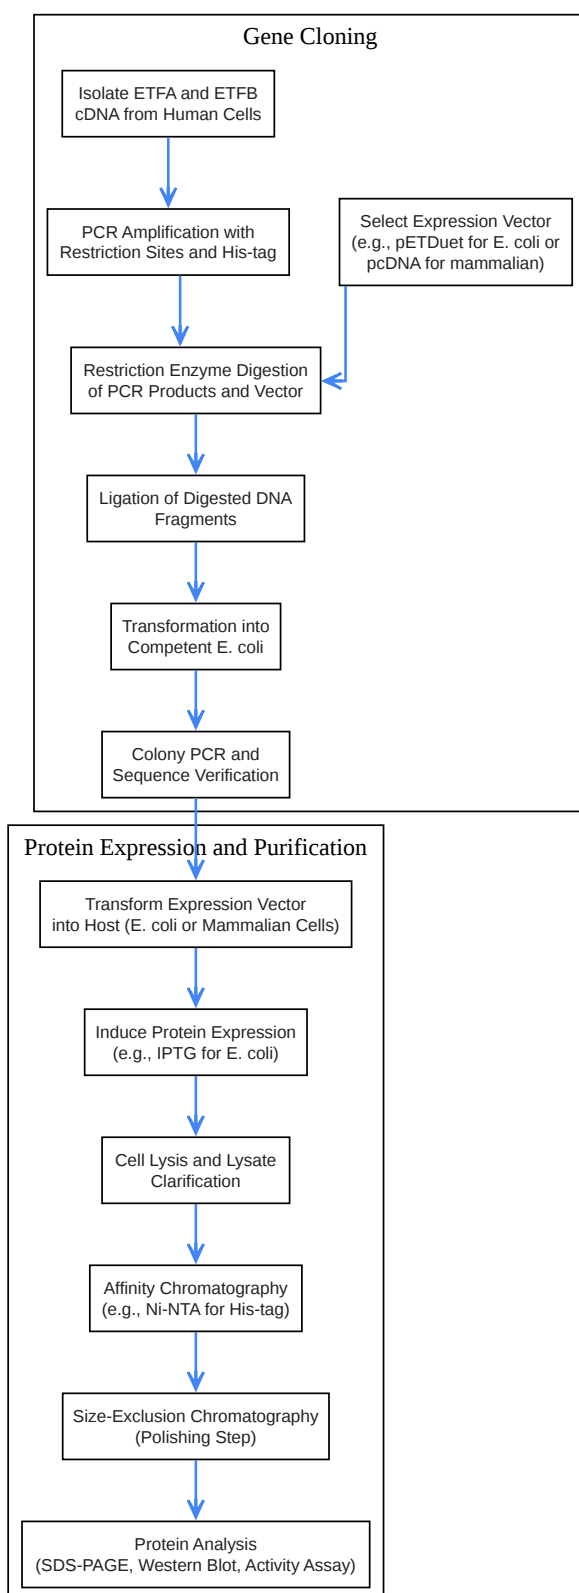 Gene Cloning
Isolate ETFA and ETFB
cDNA from Human Cells
PCR Amplification with
Restriction Sites and His-tag
Select Expression Vector
(e.g., pETDuet for E. coli or
pcDNA for mammalian)
Restriction Enzyme Digestion
of PCR Products and Vector
Ligation of Digested DNA
Fragments
Transformation into
Competent E. coli
Colony PCR and
Sequence Verification
Protein Expression and Purification
Transform Expression Vector
into Host (E. coli or Mammalian Cells)
Induce Protein Expression
(e.g., IPTG for E. coli)
Cell Lysis and Lysate
Clarification
Affinity Chromatography
(e.g., Ni-NTA for His-tag)
Size-Exclusion Chromatography
(Polishing Step)
Protein Analysis
(SDS-PAGE, Western Blot, Activity Assay)